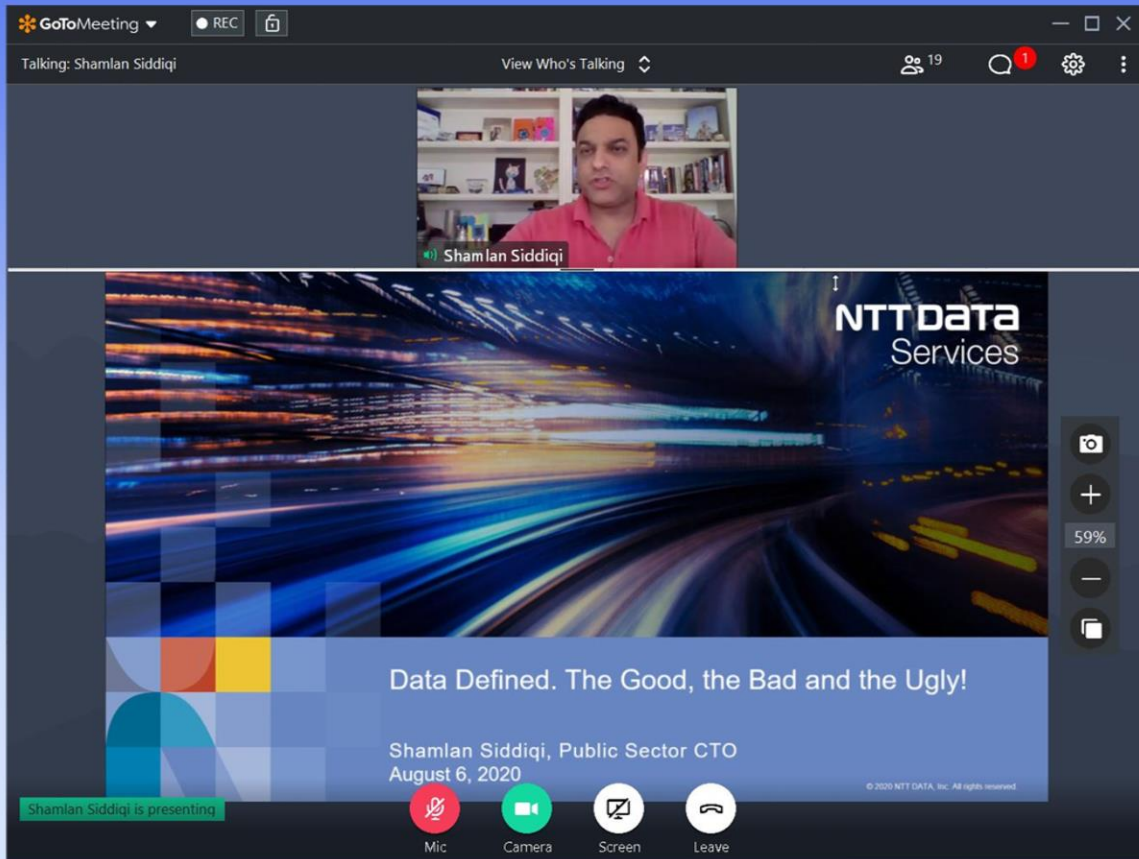 GoToMeeting
REC
Talking: Shamlan Siddiqi
View Who's Talking
19
1
Shamlan Siddiqi
NTT DATA
Services
59%
Data Defined. The Good, the Bad and the Ugly!
Shamlan Siddiqi, Public Sector CTO
August 6, 2020
© 2020 NTT DATA, Inc. All rights reserved.
Shamlan Siddiqi is presenting
Mic
Camera
Screen
Leave